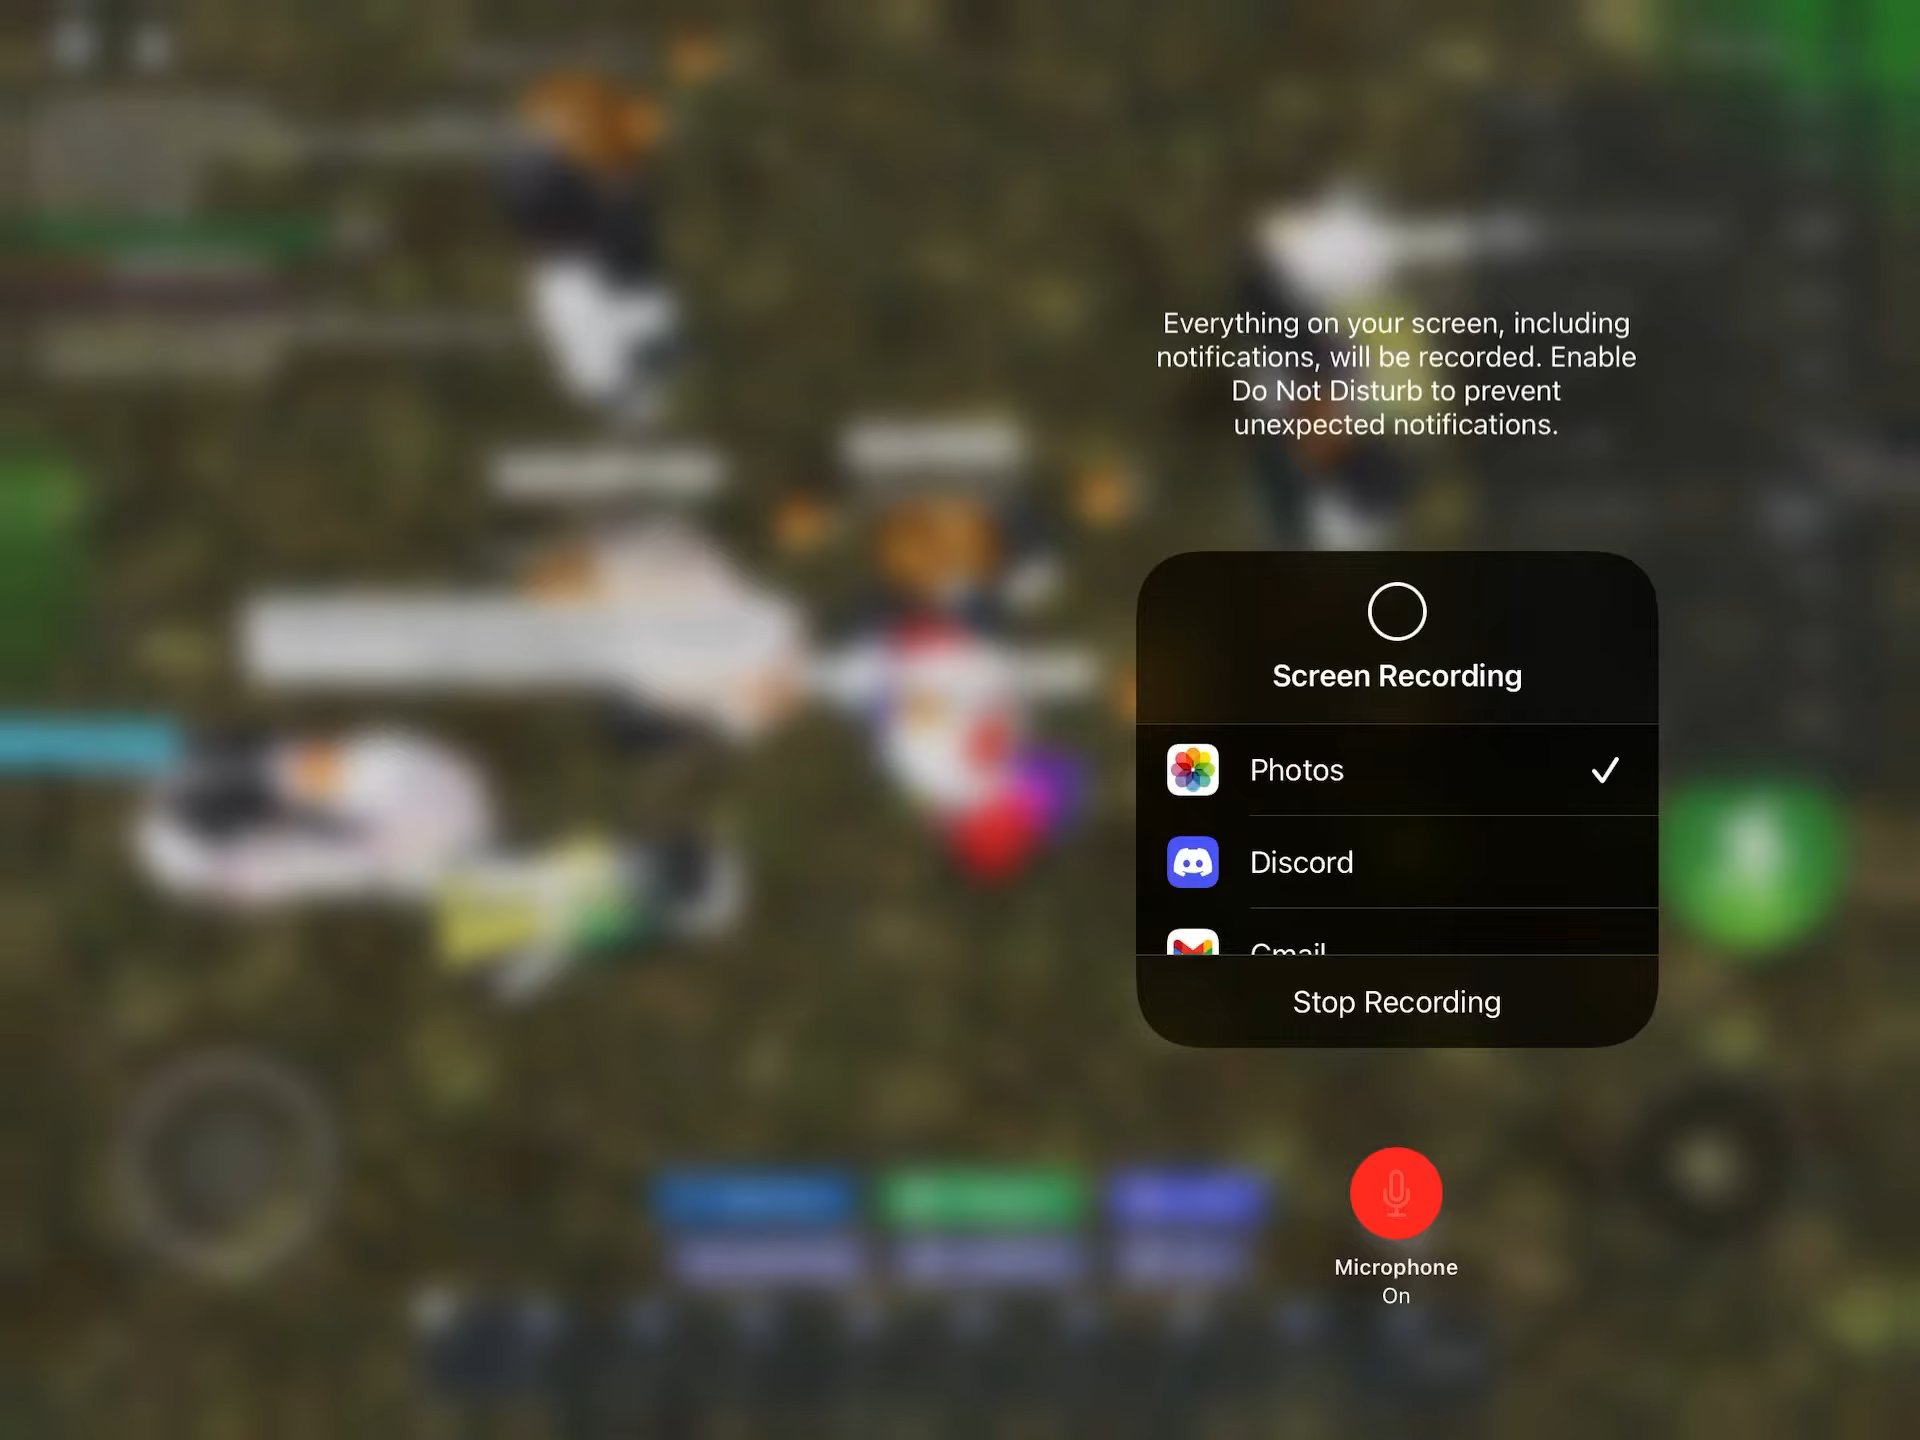 Everything on your screen, including
notifications, will be recorded. Enable
Do Not Disturb to prevent
unexpected notifications.
Screen Recording
Photos
Discord
Gmail
Stop Recording
Microphone
On